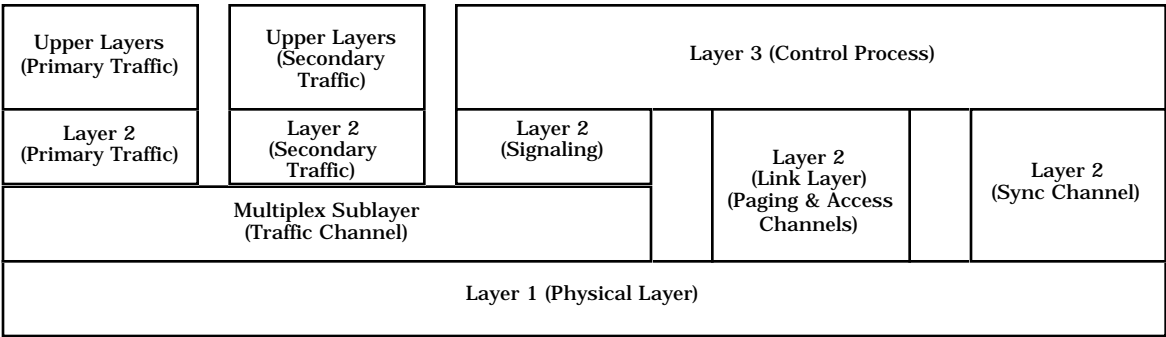 Upper Layers
(Primary Traffic)
Upper Layers
(Secondary
Traffic)
Layer 3 (Control Process)
Layer 2
(Primary Traffic)
Layer 2
(Secondary
Traffic)
Layer 2
(Signaling)
Layer 2
(Link Layer)
(Paging & Access
Channels)
Layer 2
(Sync Channel)
Multiplex Sublayer
(Traffic Channel)
Layer 1 (Physical Layer)